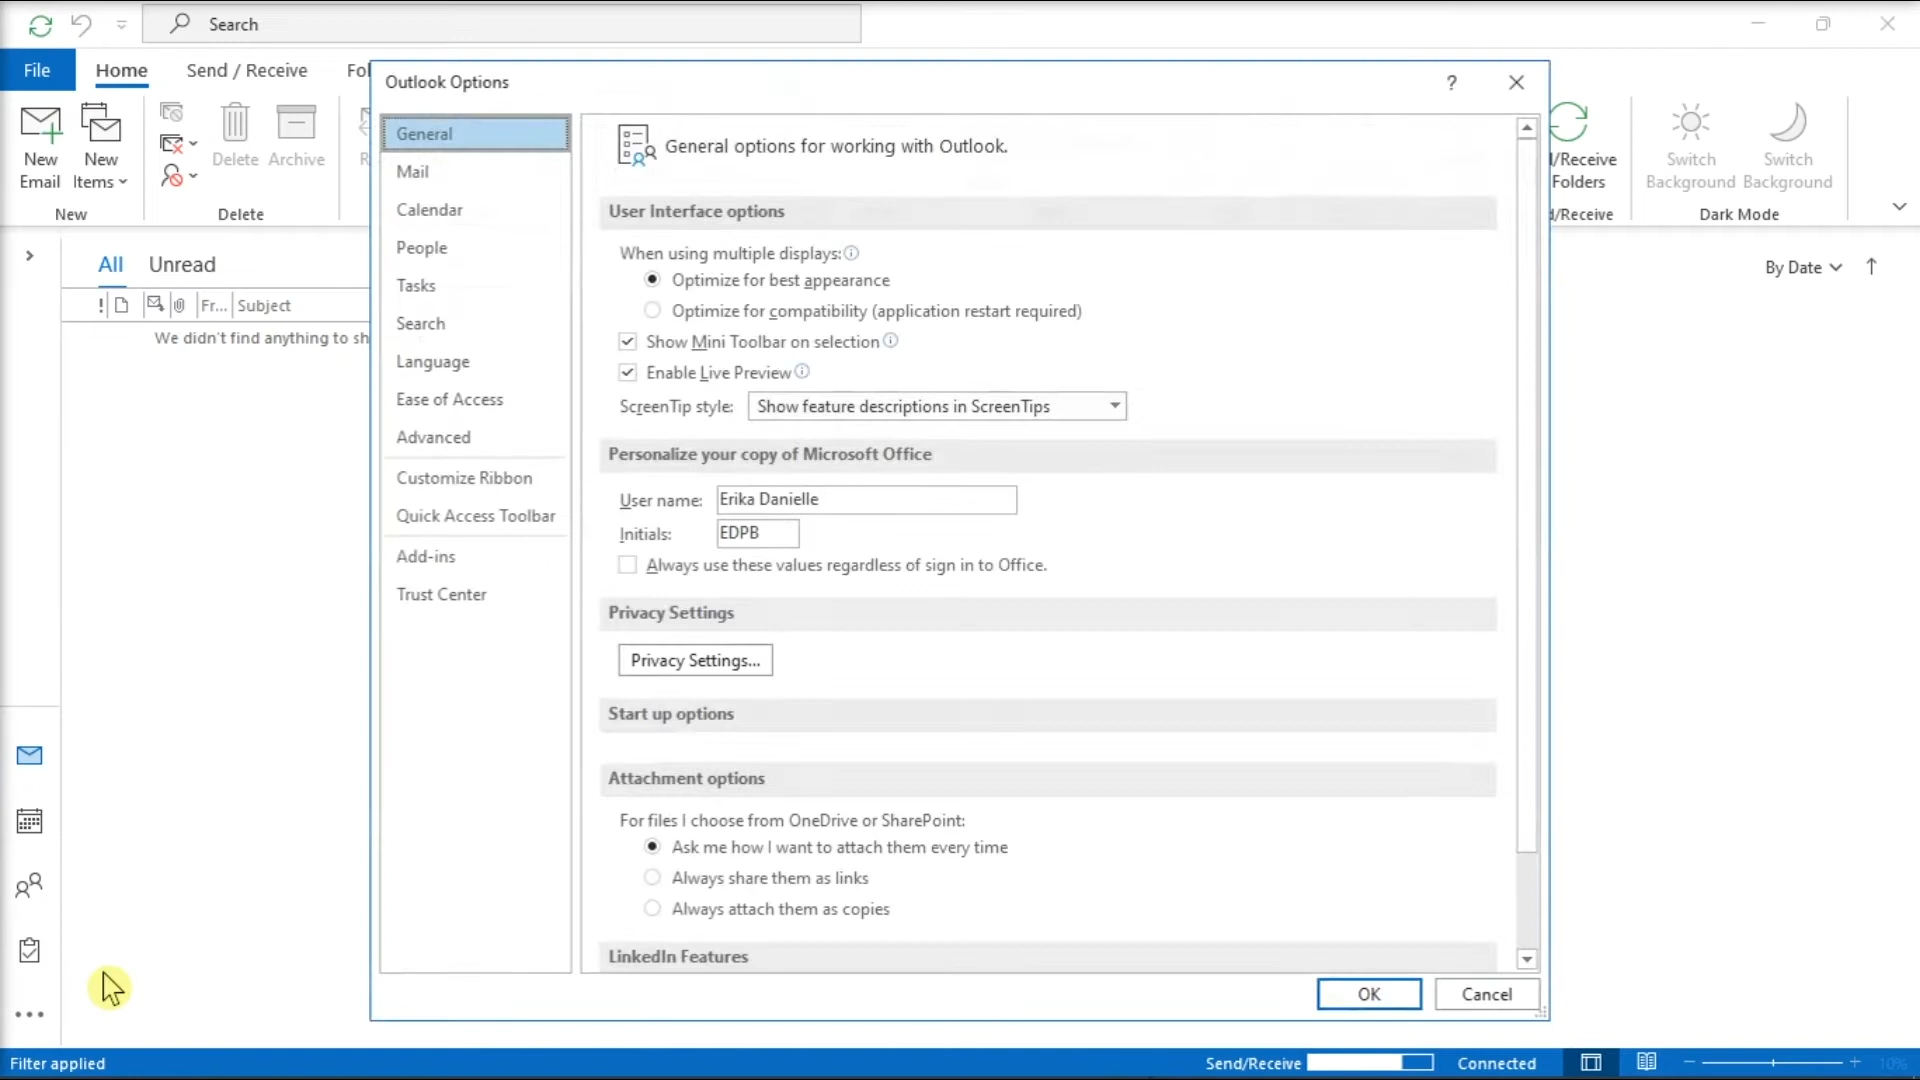 Search
File Home Send / Receive Fol
New Email
New Items
Delete
Archive
R
New
Delete
/Receive Folders
Switch Background
Switch Background
/Receive
Dark Mode
All Unread
By Date
! Fr... Subject
We didn't find anything to sh
Outlook Options
?
General
Mail
Calendar
People
Tasks
Search
Language
Ease of Access
Advanced
Customize Ribbon
Quick Access Toolbar
Add-ins
Trust Center
General options for working with Outlook.
User Interface options
When using multiple displays:
Optimize for best appearance
Optimize for compatibility (application restart required)
Show Mini Toolbar on selection
Enable Live Preview
ScreenTip style: Show feature descriptions in ScreenTips
Personalize your copy of Microsoft Office
User name: Erika Danielle
Initials: EDPB
Always use these values regardless of sign in to Office.
Privacy Settings
Privacy Settings...
Start up options
Attachment options
For files I choose from OneDrive or SharePoint:
Ask me how I want to attach them every time
Always share them as links
Always attach them as copies
LinkedIn Features
OK Cancel
Filter applied
Send/Receive Connected 10%